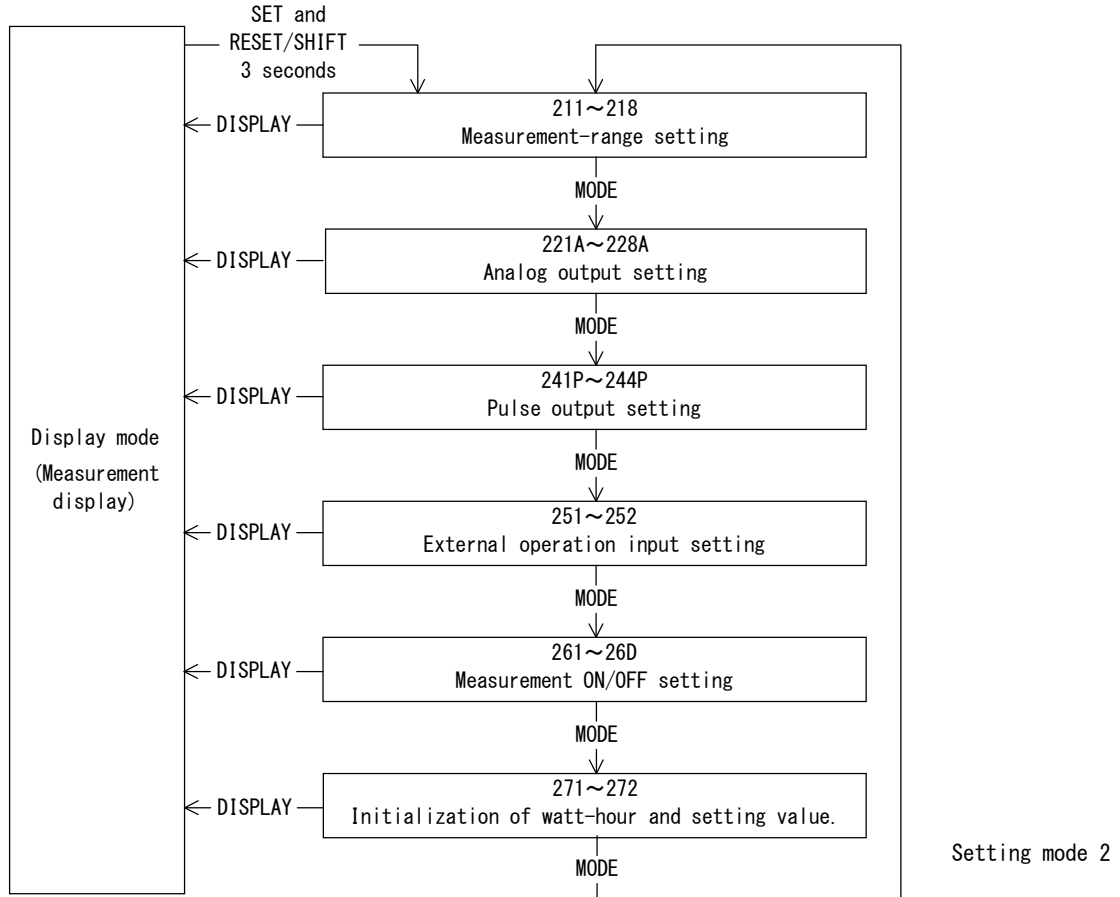 SET and
RESET/SHIFT
3 seconds
211～218
DISPLAY
Measurement-range setting
MODE
221A～228A
DISPLAY
Analog output setting
MODE
241P～244P
DISPLAY
Pulse output setting
Display mode
(Measurement
display)
MODE
251～252
DISPLAY
External operation input setting
MODE
261～26D
DISPLAY
Measurement ON/OFF setting
MODE
271～272
DISPLAY
Initialization of watt-hour and setting value.
Setting mode 2
MODE